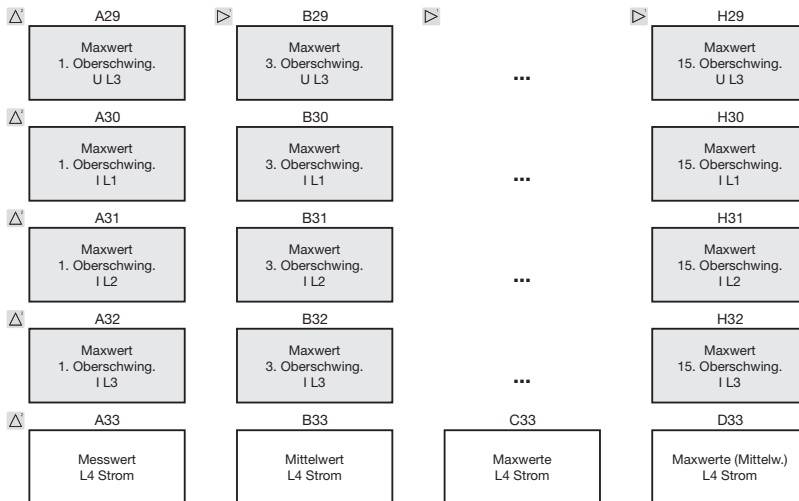 A29 B29 H29
Maxwert Maxwert Maxwert
1. Oberschwing. 3. Oberschwing. 15. Oberschwing.
U L3 U L3 ... U L3
A30 B30 H30
Maxwert Maxwert Maxwert
1. Oberschwing. 3. Oberschwing. 15. Oberschwing.
I L1 I L1 ... I L1
A31 B31 H31
Maxwert Maxwert Maxwert
1. Oberschwing. 3. Oberschwing. 15. Oberschwing.
I L2 I L2 ... I L2
A32 B32 H32
Maxwert Maxwert Maxwert
1. Oberschwing. 3. Oberschwing. 15. Oberschwing.
I L3 I L3 ... I L3
A33 B33 C33 D33
Messwert Mittelwert Maxwerte Maxwerte (Mittelw.)
L4 Strom L4 Strom L4 Strom L4 Strom